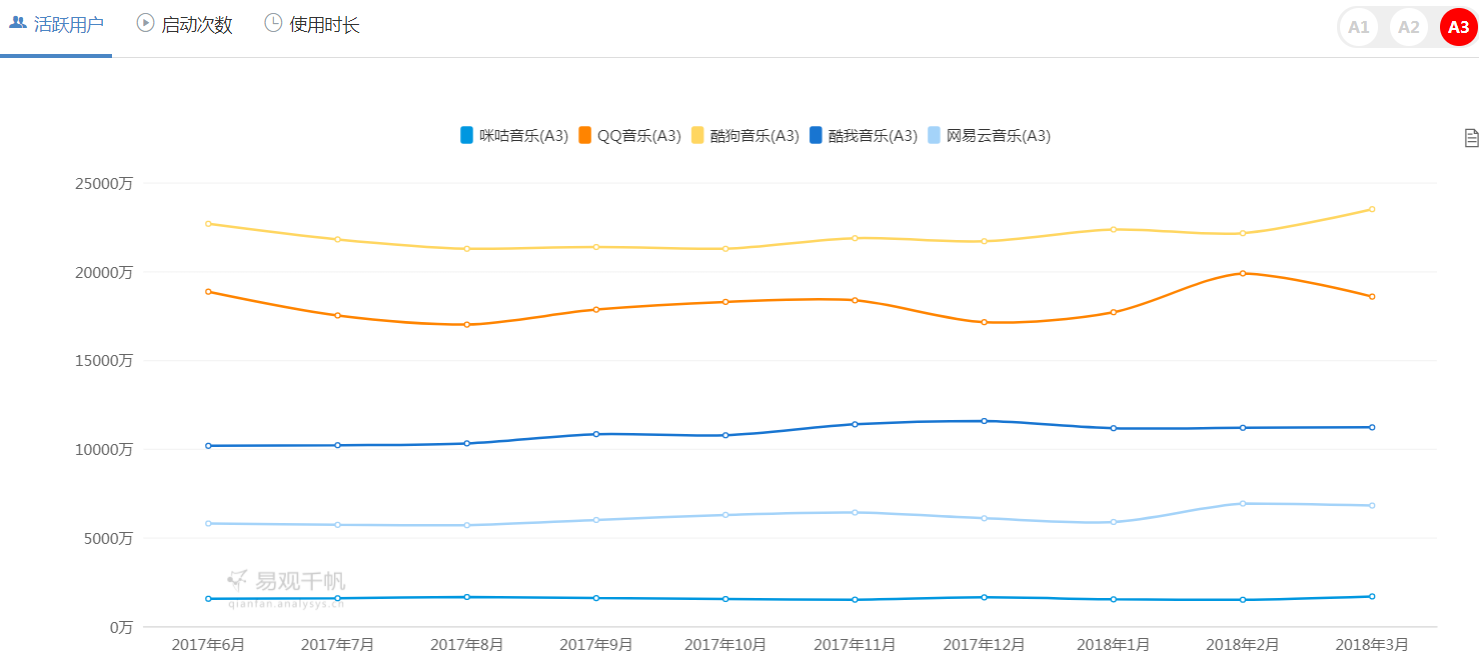 活跃用户 启动次数 使用时长 A1 A2 A3
咪咕音乐(A3) QQ音乐(A3) 酷狗音乐(A3) 酷我音乐(A3) 网易云音乐(A3)
25000万
20000万
15000万
10000万
5000万
0万
易观千帆
qianfan.analysys.cn
2017年6月 2017年7月 2017年8月 2017年9月 2017年10月 2017年11月 2017年12月 2018年1月 2018年2月 2018年3月